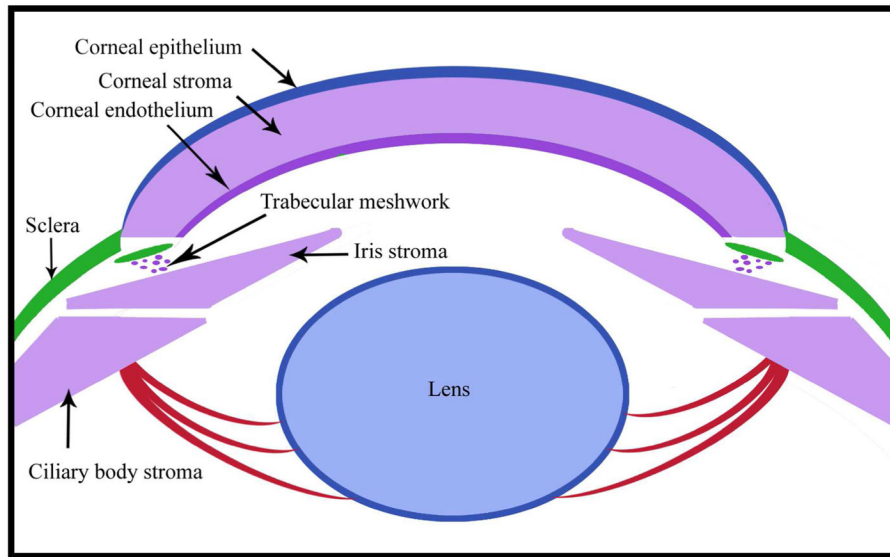 Corneal epithelium
Corneal stroma
Corneal endothelium
Trabecular meshwork
Sclera
Iris stroma
Lens
Ciliary body stroma